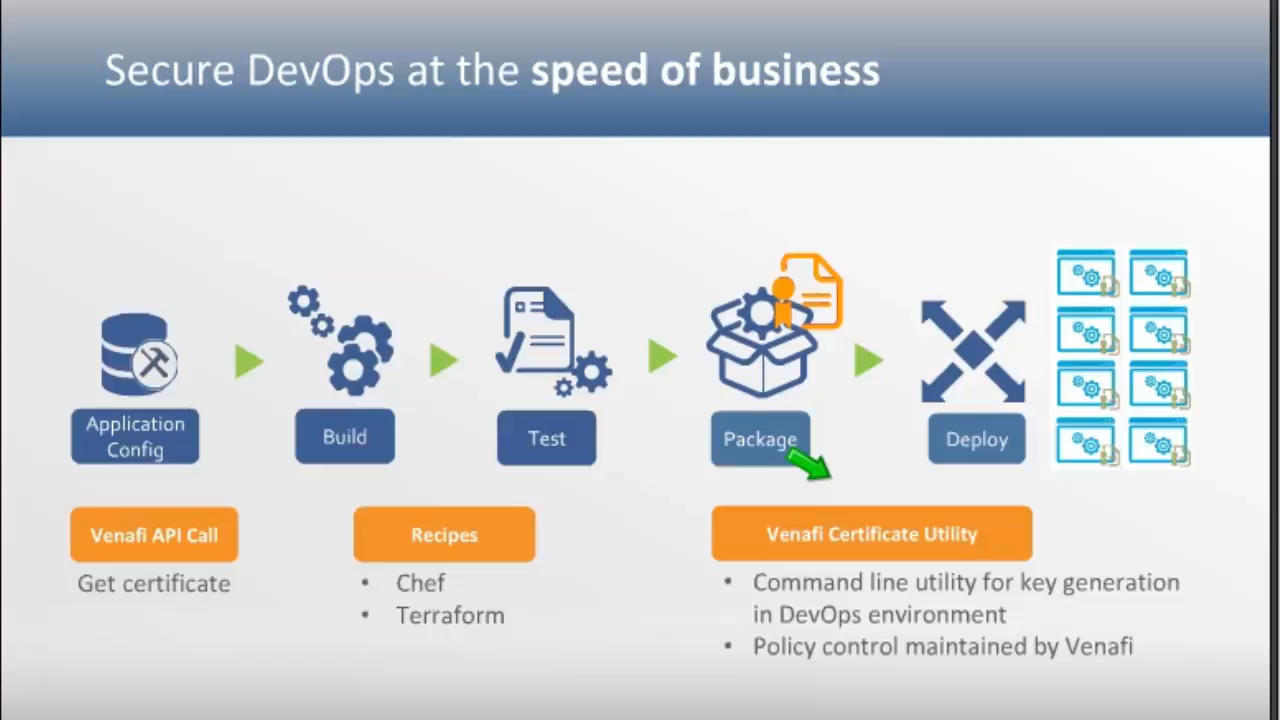 Secure DevOps at the speed of business
Application
Config
Build
Test
Package
Deploy
Venafi API Call
Get certificate
Recipes
• Chef
• Terraform
Venafi Certificate Utility
• Command line utility for key generation
in DevOps environment
• Policy control maintained by Venafi